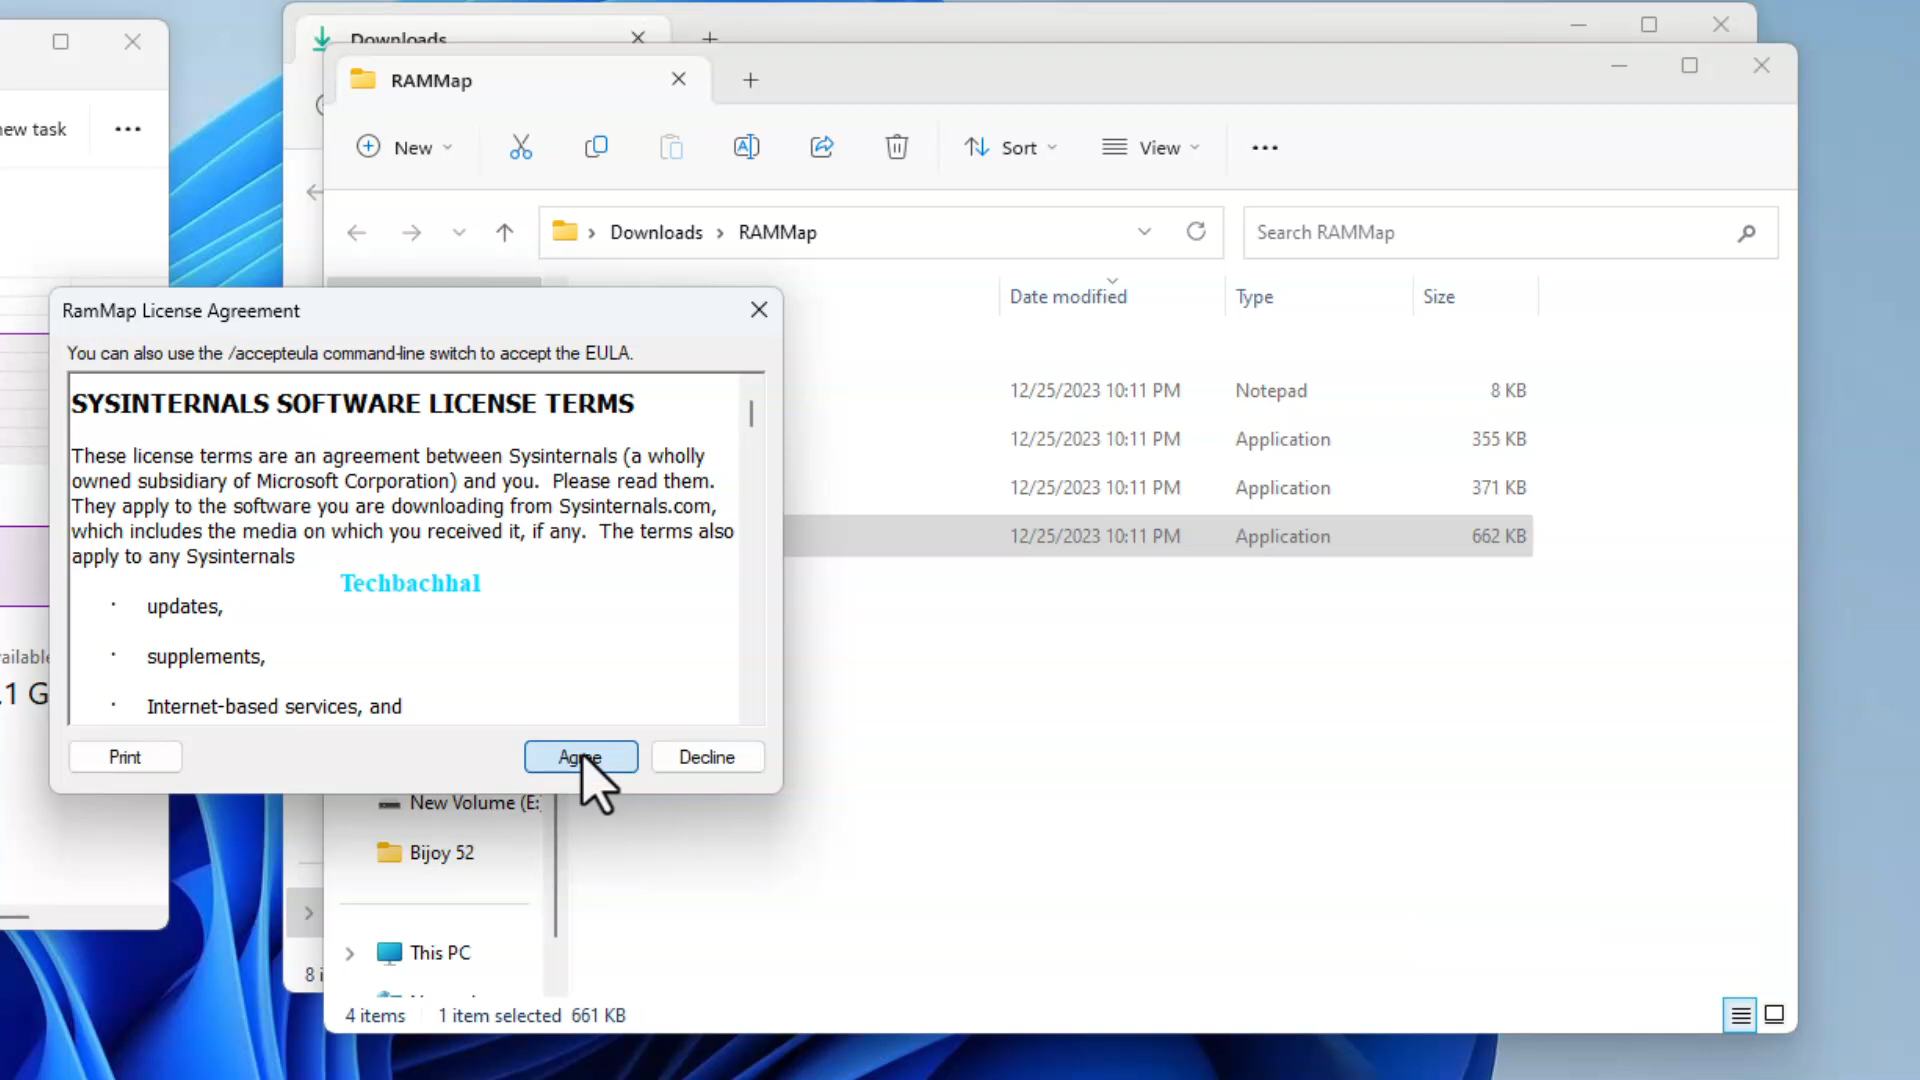 Downloads
RAMMap
ew task
New
Sort
View
Downloads
RAMMap
Search RAMMap
Date modified
Type
Size
12/25/2023 10:11 PM Notepad 8 KB
12/25/2023 10:11 PM Application 355 KB
12/25/2023 10:11 PM Application 371 KB
12/25/2023 10:11 PM Application 662 KB
RamMap License Agreement
You can also use the /accepteula command-line switch to accept the EULA.
SYSINTERNALS SOFTWARE LICENSE TERMS
These license terms are an agreement between Sysinternals (a wholly
owned subsidiary of Microsoft Corporation) and you. Please read them.
They apply to the software you are downloading from Sysinternals.com,
which includes the media on which you received it, if any. The terms also
apply to any Sysinternals
Techbachhal
· updates,
· supplements,
· Internet-based services, and
Print
Agree
Decline
ailable
.1 G
New Volume (E:
Bijoy 52
This PC
8 i
4 items
1 item selected 661 KB